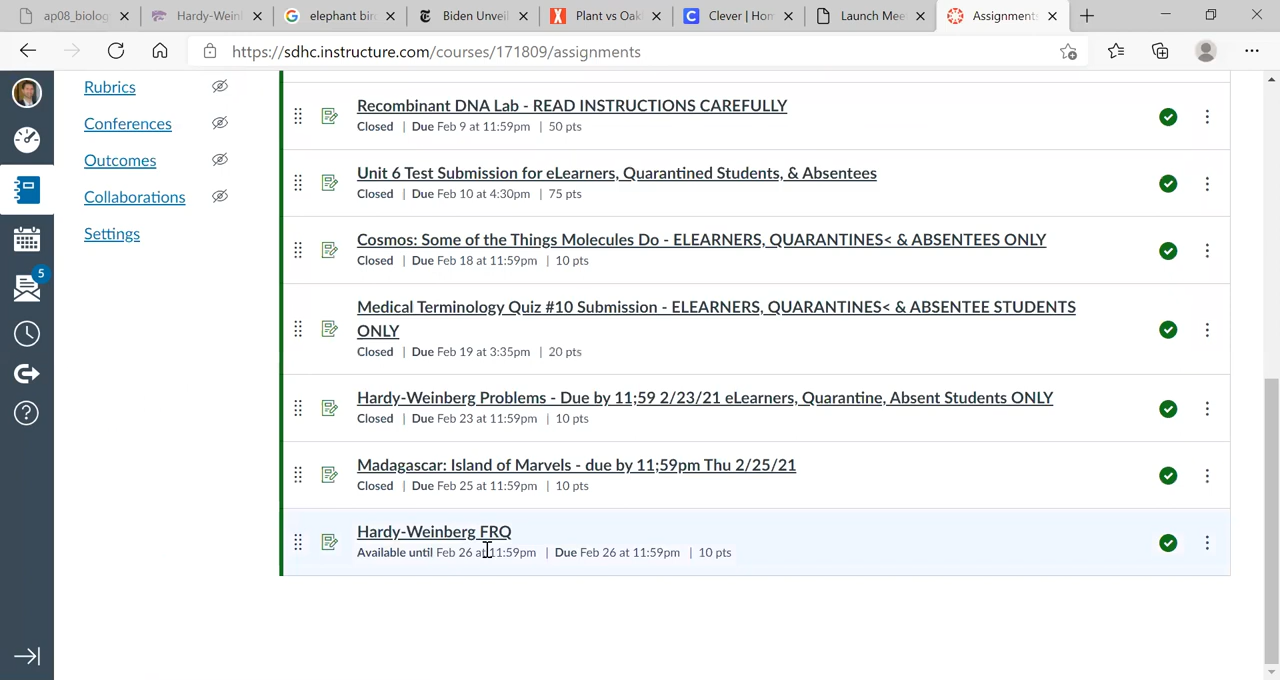 ap08_biolog
Hardy-Wein
elephant bir
Biden Unveil
Plant vs Oak
Clever | Hom
Launch Mee
Assignment
https://sdhc.instructure.com/courses/171809/assignments
5
Rubrics
Conferences
Outcomes
Collaborations
Settings
Recombinant DNA Lab - READ INSTRUCTIONS CAREFULLY
Closed | Due Feb 9 at 11:59pm | 50 pts
Unit 6 Test Submission for eLearners, Quarantined Students, & Absentees
Closed | Due Feb 10 at 4:30pm | 75 pts
Cosmos: Some of the Things Molecules Do - ELEARNERS, QUARANTINES< & ABSENTEES ONLY
Closed | Due Feb 18 at 11:59pm | 10 pts
Medical Terminology Quiz #10 Submission - ELEARNERS, QUARANTINES< & ABSENTEE STUDENTS
ONLY
Closed | Due Feb 19 at 3:35pm | 20 pts
Hardy-Weinberg Problems - Due by 11;59 2/23/21 eLearners, Quarantine, Absent Students ONLY
Closed | Due Feb 23 at 11:59pm | 10 pts
Madagascar: Island of Marvels - due by 11;59pm Thu 2/25/21
Closed | Due Feb 25 at 11:59pm | 10 pts
Hardy-Weinberg FRQ
Available until Feb 26 at 11:59pm | Due Feb 26 at 11:59pm | 10 pts